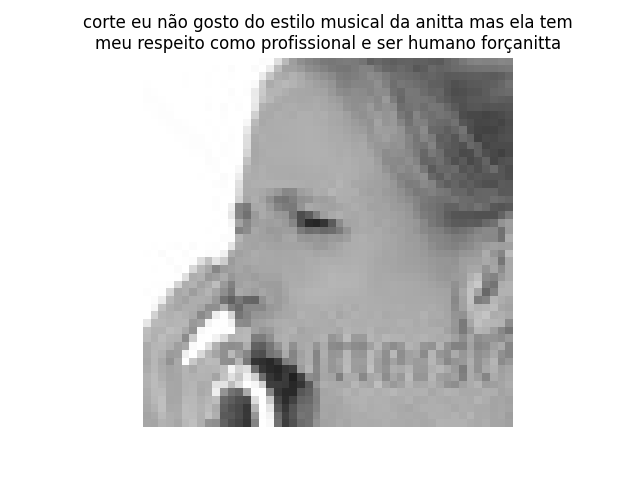 corte eu não gosto do estilo musical da anitta mas ela tem
meu respeito como profissional e ser humano forçanitta